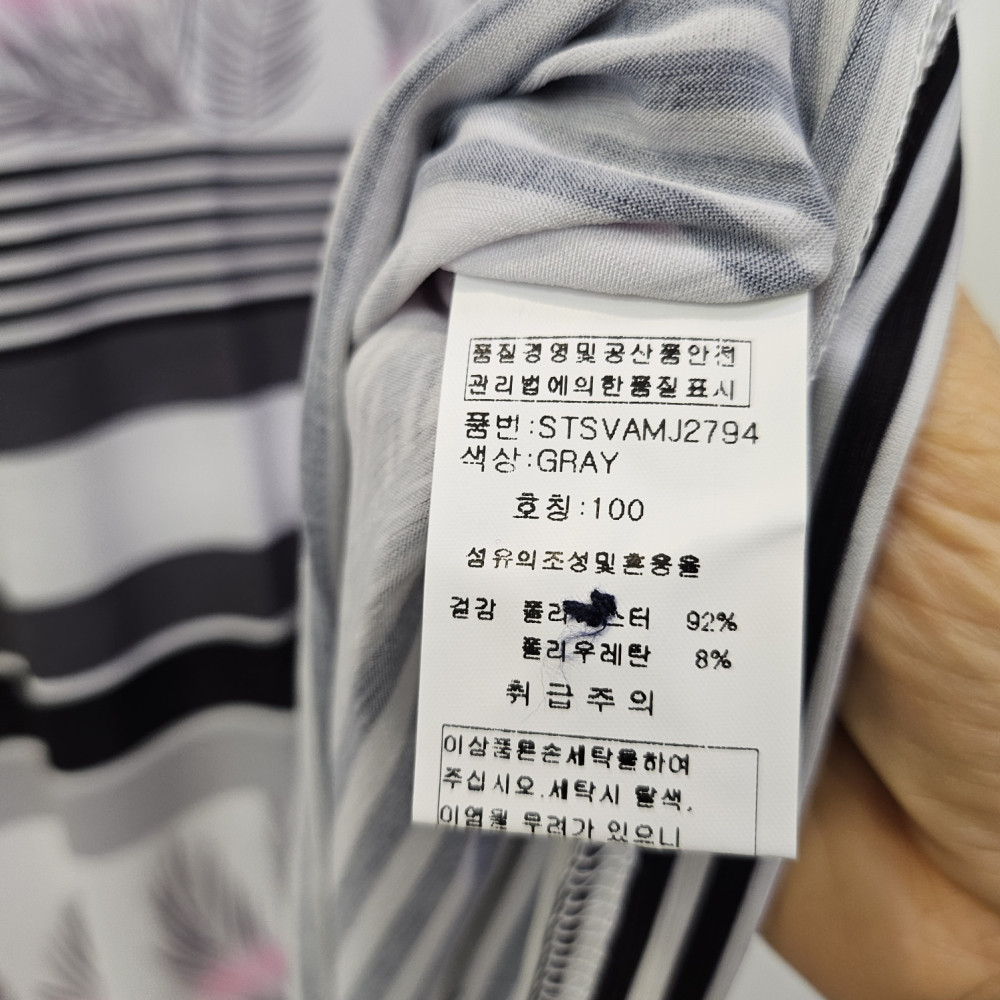 품질경영및공산품안전
관리법에의한품질표시
품번:STSVAMJ2794
색상:GRAY
호칭:100
섬유의조성및혼용율
겉감 92%
폴리우레탄 8%
취급주의
이상품은손세탁을하여
주십시오.세탁시 탈색,
이염될 우려가 있으니